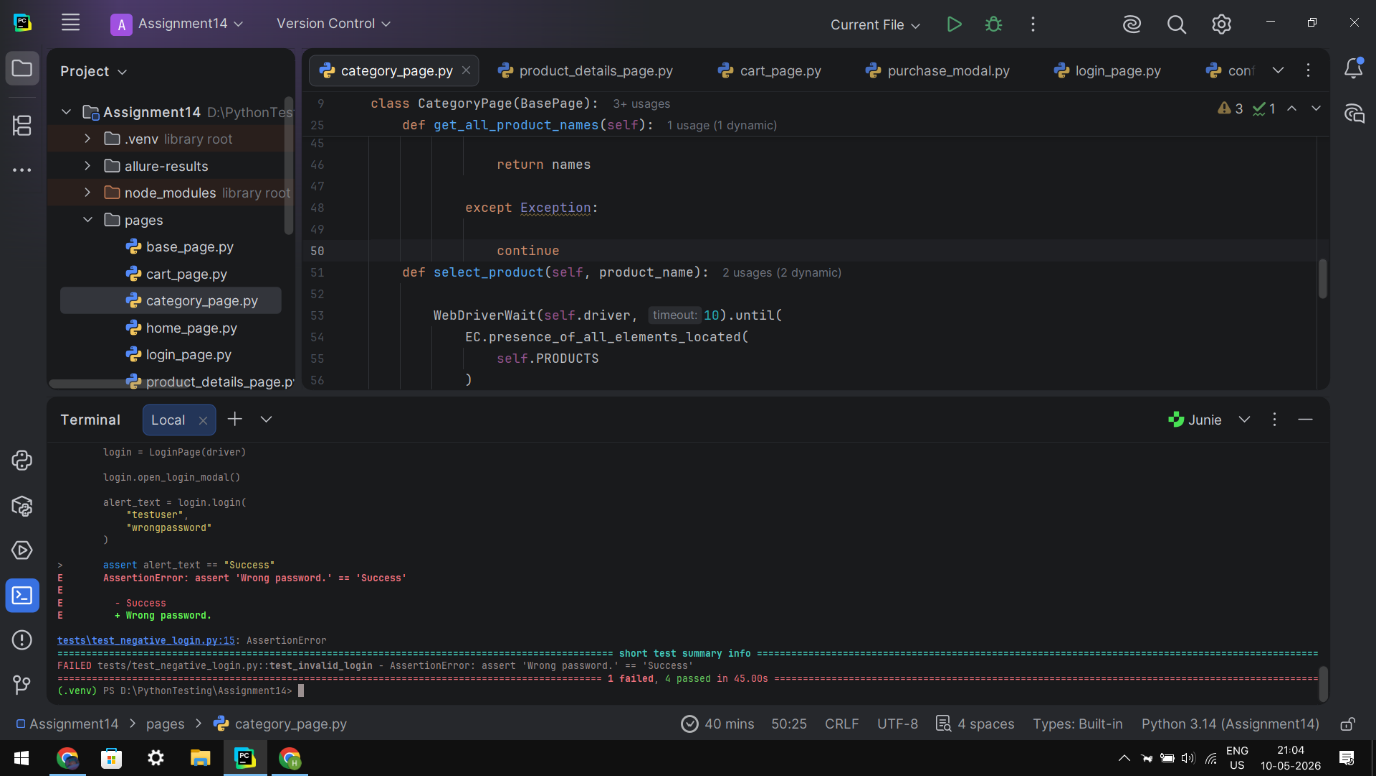 PC
A Assignment14
Version Control
Current File
Project
category_page.py
product_details_page.py
cart_page.py
purchase_modal.py
login_page.py
Assignment14 D:\PythonTes
.venv library root
allure-results
node_modules library root
pages
base_page.py
cart_page.py
category_page.py
home_page.py
login_page.py
product_details_page.p
9 class CategoryPage(BasePage): 3+ usages
25 def get_all_product_names(self): 1 usage (1 dynamic)
3 1
45
46 return names
47
48 except Exception:
49
50 continue
51 def select_product(self, product_name): 2 usages (2 dynamic)
52
53 WebDriverWait(self.driver, timeout: 10).until(
54 EC.presence_of_all_elements_located(
55 self.PRODUCTS
56 )
Terminal
Local
Junie
login = LoginPage(driver)
login.open_login_modal()
alert_text = login.login(
"testuser",
"wrongpassword"
)
> assert alert_text == "Success"
E AssertionError: assert 'Wrong password.' == 'Success'
E
E - Success
E + Wrong password.
tests\test_negative_login.py:15: AssertionError
short test summary info
FAILED tests/test_negative_login.py::test_invalid_login - AssertionError: assert 'Wrong password.' == 'Success'
1 failed, 4 passed in 45.00s
(.venv) PS D:\PythonTesting\Assignment14>
Assignment14 > pages > category_page.py
40 mins
50:25
CRLF
UTF-8
4 spaces
Types: Built-in
Python 3.14 (Assignment14)
ENG
US
21:04
10-05-2026